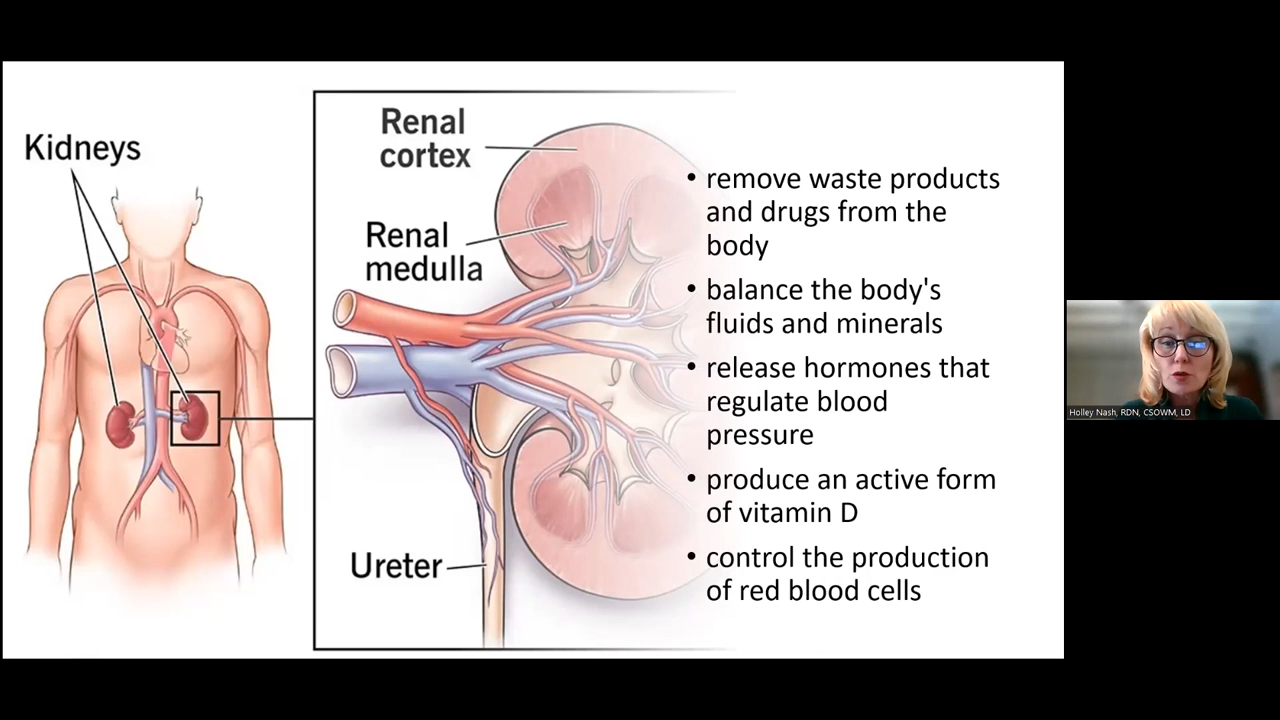 Kidneys
Renal
cortex
Renal
medulla
Ureter
• remove waste products
and drugs from the
body
• balance the body's
fluids and minerals
• release hormones that
regulate blood
pressure
• produce an active form
of vitamin D
• control the production
of red blood cells
Holley Nash, RDN, CSOWM, LD